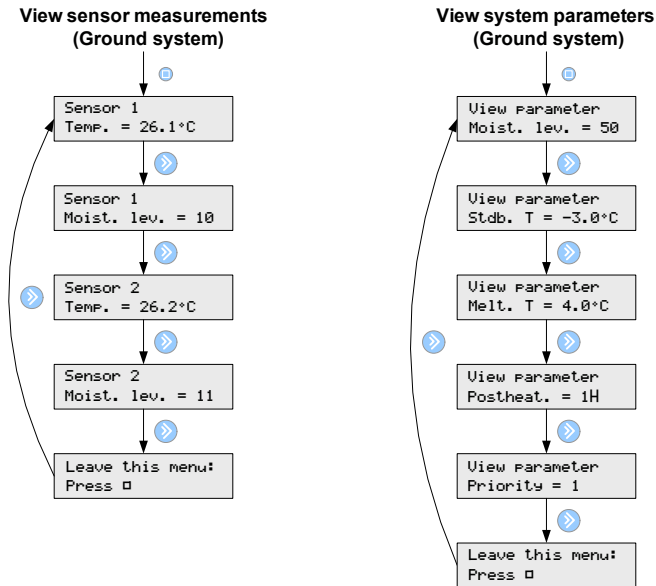 View sensor measurements
(Ground system)
Sensor 1
Temp. = 26.1°C
Sensor 1
Moist. lev. = 10
Sensor 2
Temp. = 26.2°C
Sensor 2
Moist. lev. = 11
Leave this menu:
Press □
View system parameters
(Ground system)
View parameter
Moist. lev. = 50
View parameter
Stdb. T = -3.0°C
View parameter
Melt. T = 4.0°C
View parameter
Postheat. = 1H
View parameter
Priority = 1
Leave this menu:
Press □